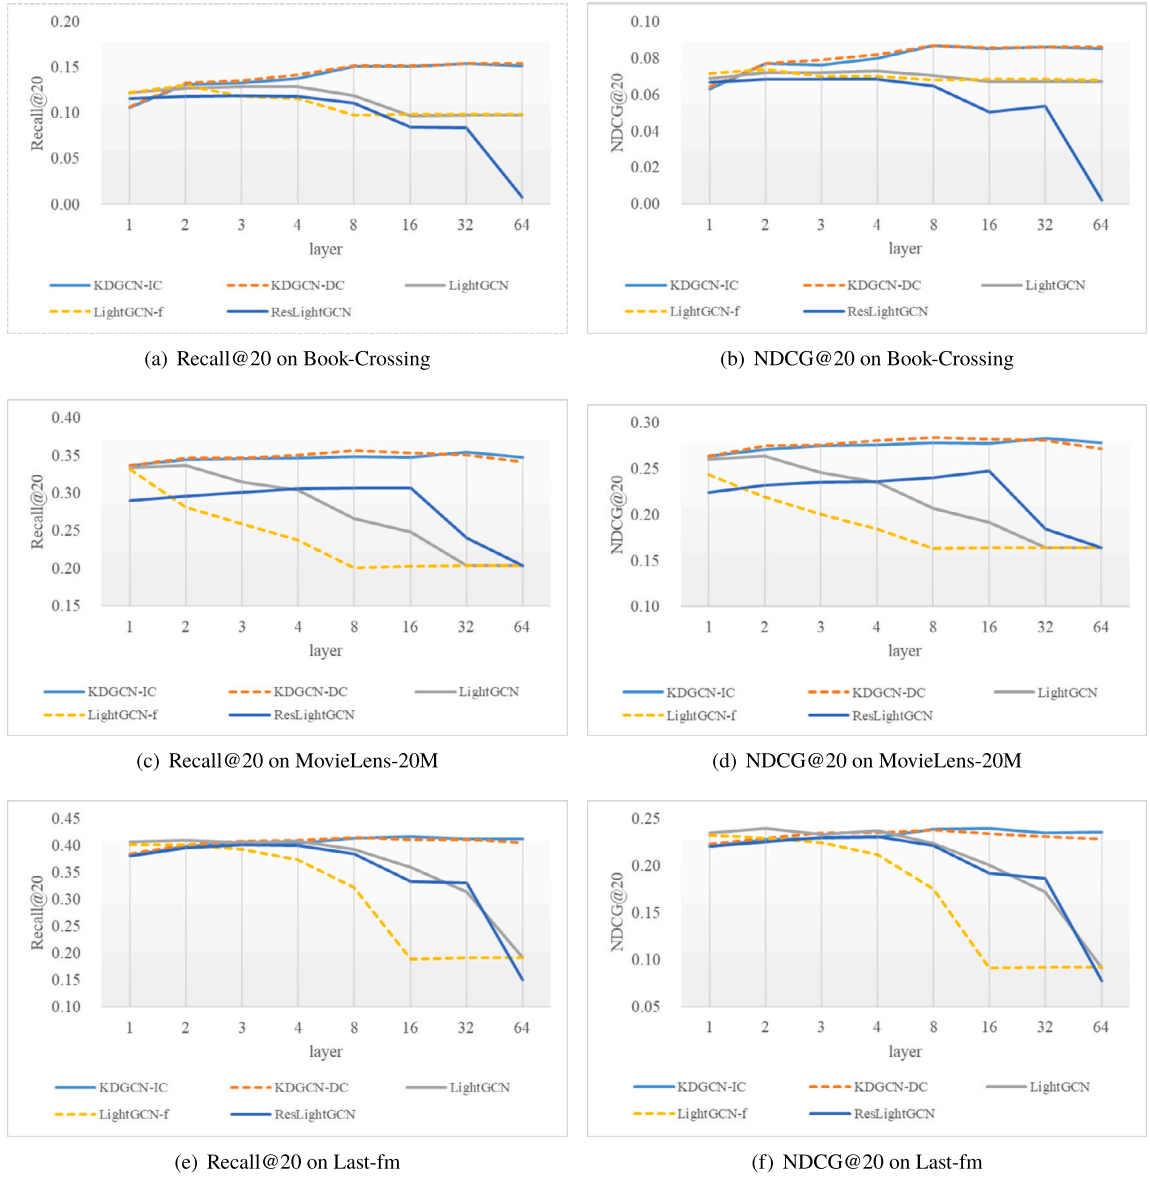 0.20
0.15
0.10
0.05
0.00
Recall@20
1 2 3 4 8 16 32 64
layer
KDGCN-IC KDGCN-DC LightGCN
LightGCN-f ResLightGCN
(a) Recall@20 on Book-Crossing
0.10
0.08
0.06
0.04
0.02
0.00
NDCG@20
1 2 3 4 8 16 32 64
layer
KDGCN-IC KDGCN-DC LightGCN
LightGCN-f ResLightGCN
(b) NDCG@20 on Book-Crossing
0.40
0.35
0.30
0.25
0.20
0.15
Recall@20
1 2 3 4 8 16 32 64
layer
KDGCN-IC KDGCN-DC LightGCN
LightGCN-f ResLightGCN
(c) Recall@20 on MovieLens-20M
0.30
0.25
0.20
0.15
0.10
NDCG@20
1 2 3 4 8 16 32 64
layer
KDGCN-IC KDGCN-DC LightGCN
LightGCN-f ResLightGCN
(d) NDCG@20 on MovieLens-20M
0.45
0.40
0.35
0.30
0.25
0.20
0.15
0.10
Recall@20
1 2 3 4 8 16 32 64
layer
KDGCN-IC KDGCN-DC LightGCN
LightGCN-f ResLightGCN
(e) Recall@20 on Last-fm
0.25
0.20
0.15
0.10
0.05
NDCG@20
1 2 3 4 8 16 32 64
layer
KDGCN-IC KDGCN-DC LightGCN
LightGCN-f ResLightGCN
(f) NDCG@20 on Last-fm